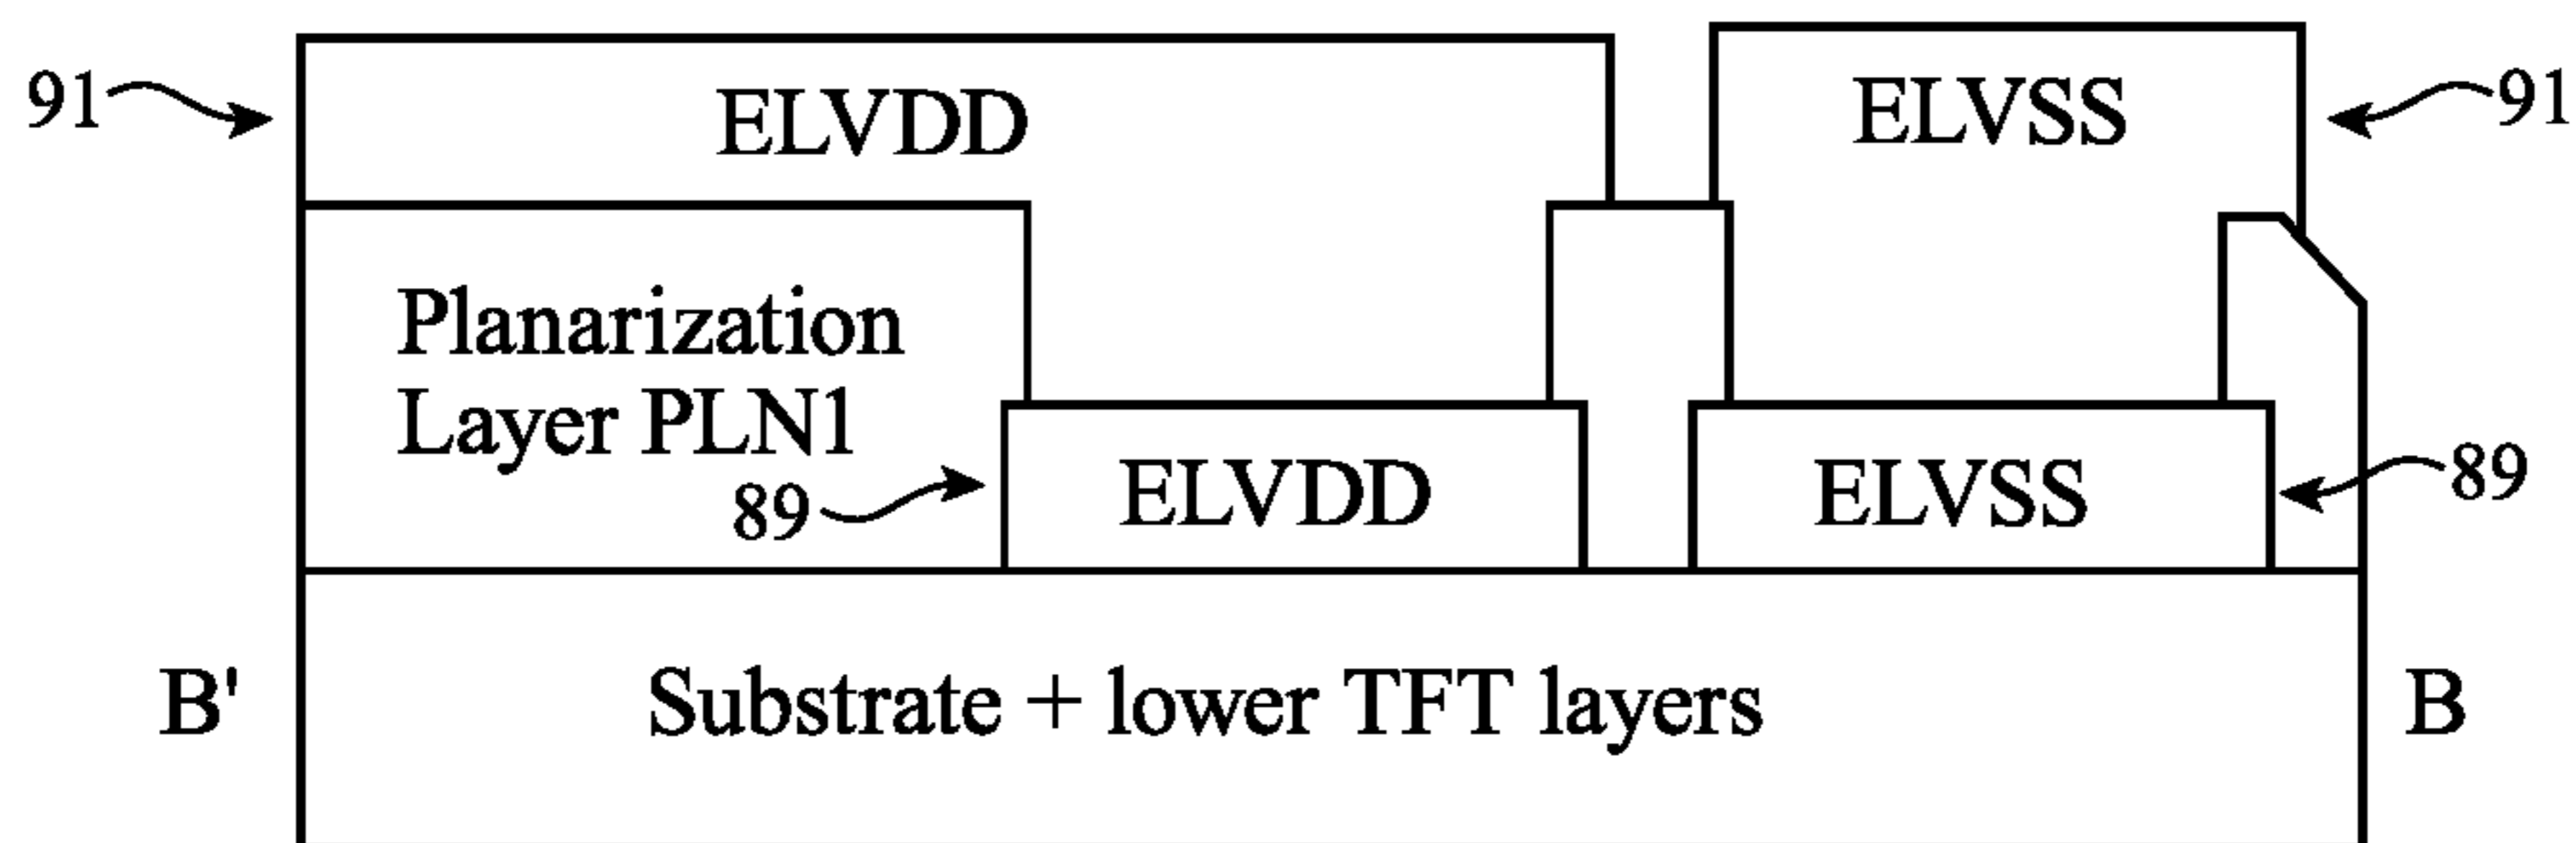 91
ELVDD
ELVSS
91
Planarization
Layer PLN1
89
ELVDD
ELVSS
89
B'
Substrate + lower TFT layers
B